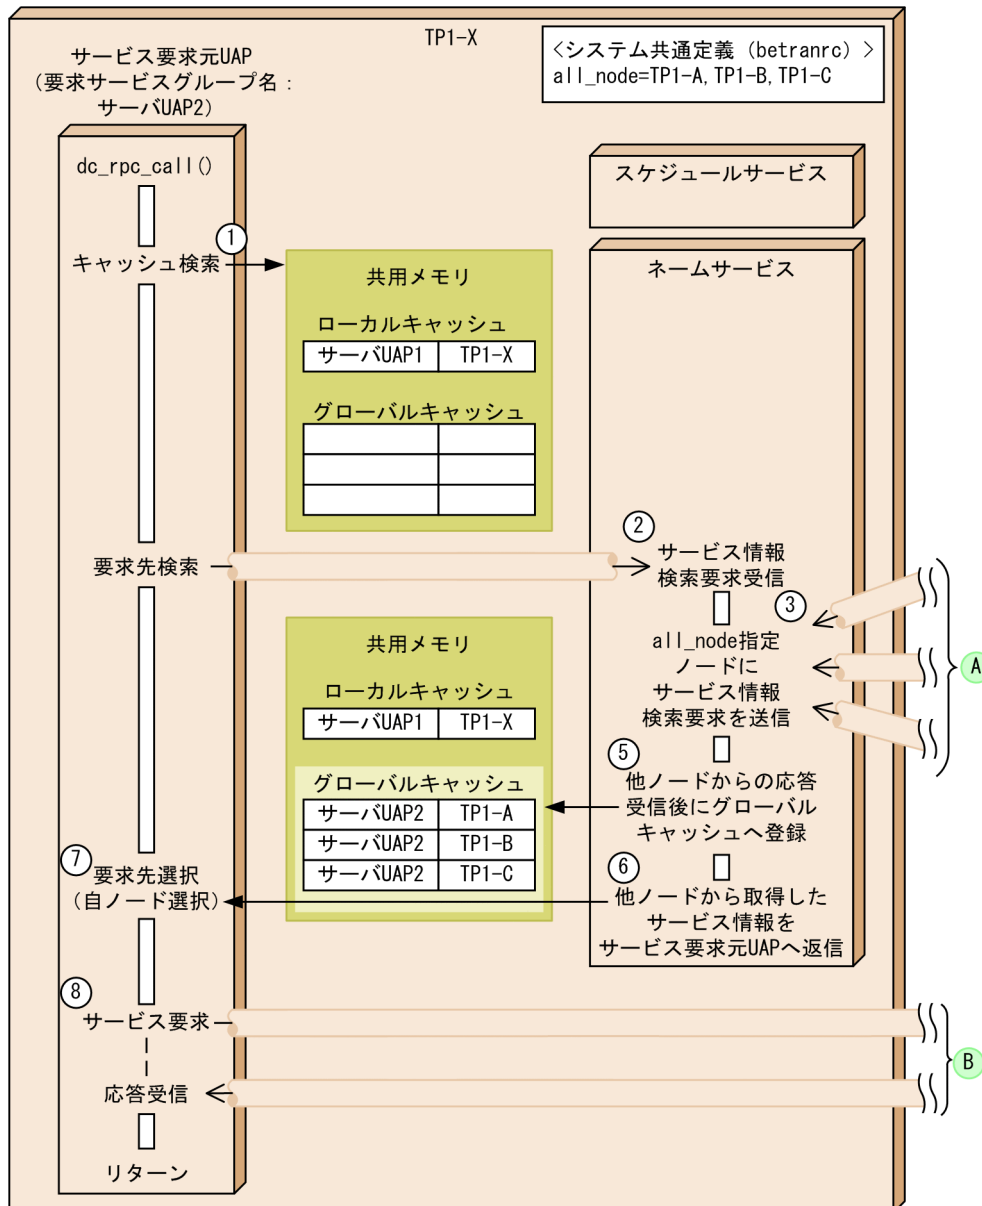 TP1-X
<システム共通定義（betranrc）>
all_node=TP1-A,TP1-B,TP1-C
サービス要求元UAP
（要求サービスグループ名：
サーバUAP2）
dc_rpc_call()
①
キャッシュ検索
共用メモリ
ローカルキャッシュ
サーバUAP1 TP1-X
グローバルキャッシュ
スケジュールサービス
ネームサービス
要求先検索
②
サービス情報
検索要求受信
③
all_node指定
ノードに
サービス情報
検索要求を送信
A
共用メモリ
ローカルキャッシュ
サーバUAP1 TP1-X
グローバルキャッシュ
サーバUAP2 TP1-A
サーバUAP2 TP1-B
サーバUAP2 TP1-C
⑤
他ノードからの応答
受信後にグローバル
キャッシュへ登録
⑥
他ノードから取得した
サービス情報を
サービス要求元UAPへ返信
⑦
要求先選択
（自ノード選択）
⑧
サービス要求
応答受信
B
リターン